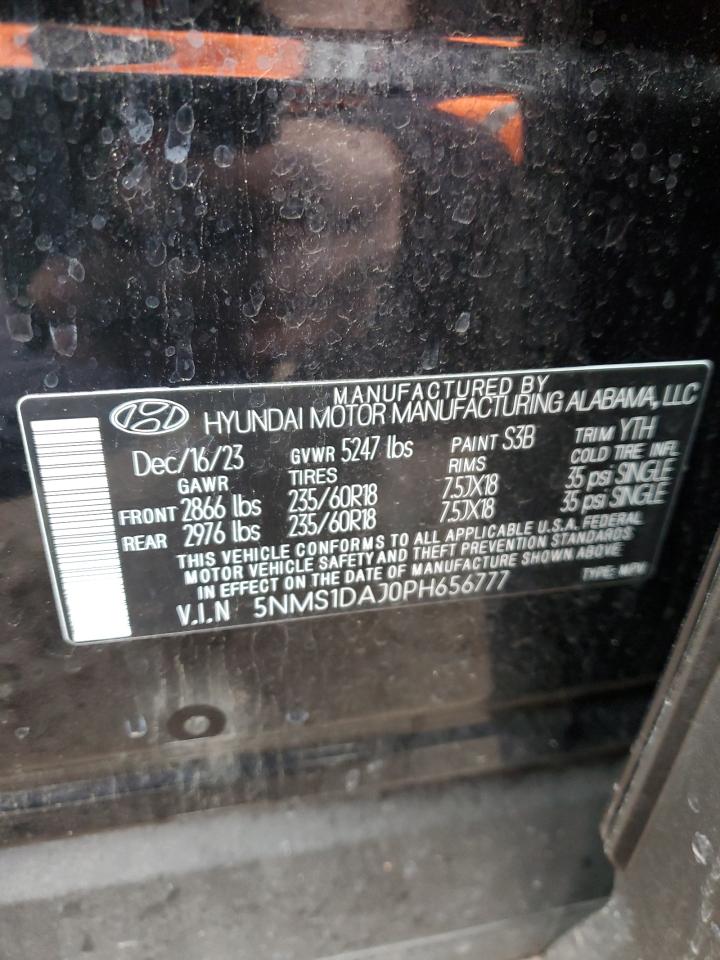 MANUFACTURED BY
HYUNDAI MOTOR MANUFACTURING ALABAMA, LLC
Dec/16/23 GVWR 5247 lbs PAINT S3B TRIM YTH
GAWR TIRES RIMS COLD TIRE INFL
FRONT 2866 lbs 235/60R18 7.5JX18 35 psi SINGLE
REAR 2976 lbs 235/60R18 7.5JX18 35 psi SINGLE
THIS VEHICLE CONFORMS TO ALL APPLICABLE U.S.A. FEDERAL
MOTOR VEHICLE SAFETY AND THEFT PREVENTION STANDARDS
IN EFFECT ON THE DATE OF MANUFACTURE SHOWN ABOVE
V.I.N 5NMS1DAJ0PH656777 TYPE: MPV